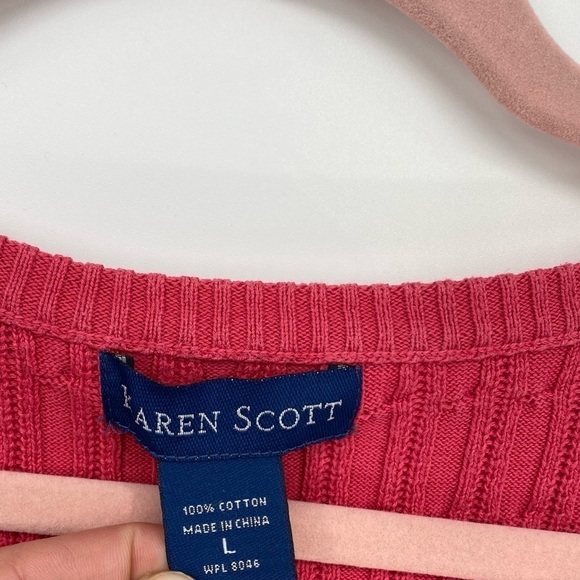 KAREN SCOTT
100% COTTON
MADE IN CHINA
L
WPL 8046